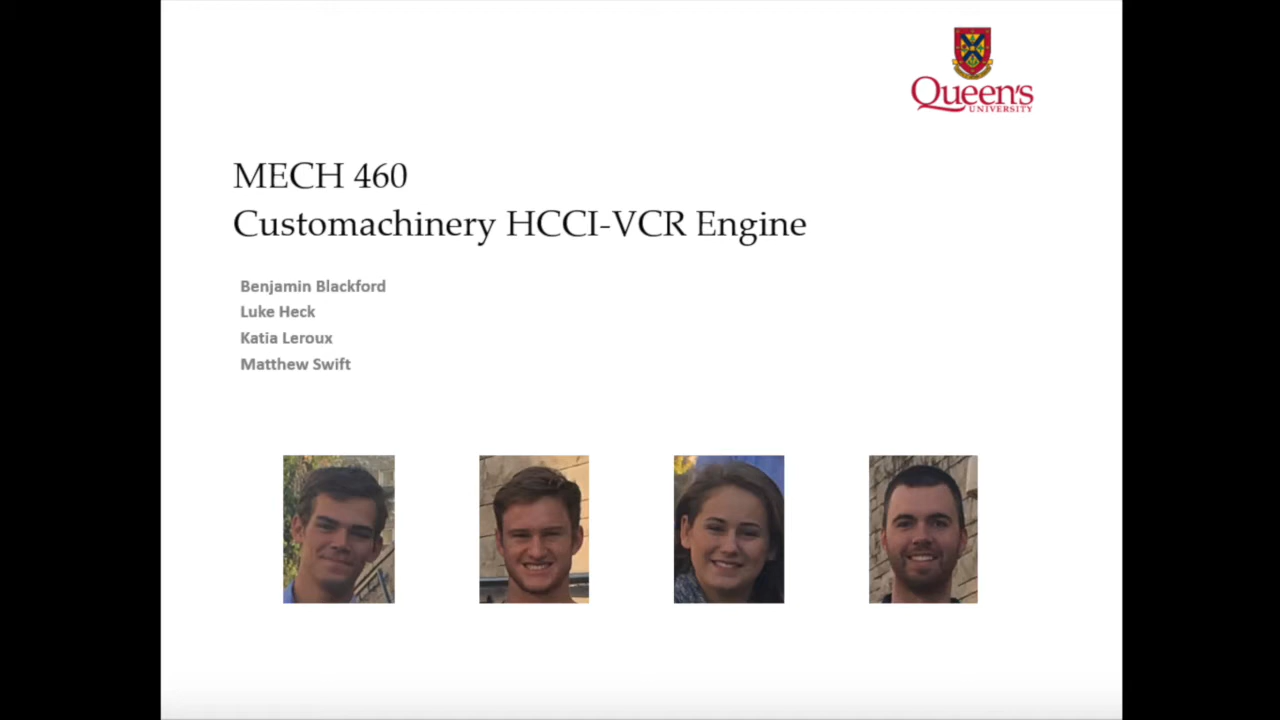 Queen's
UNIVERSITY
MECH 460
Customachinery HCCI-VCR Engine
Benjamin Blackford
Luke Heck
Katia Leroux
Matthew Swift